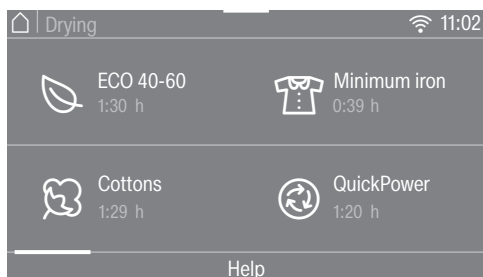 Drying 11:02
ECO 40-60 Minimum iron
1:30 h 0:39 h
Cottons QuickPower
1:29 h 1:20 h
Help